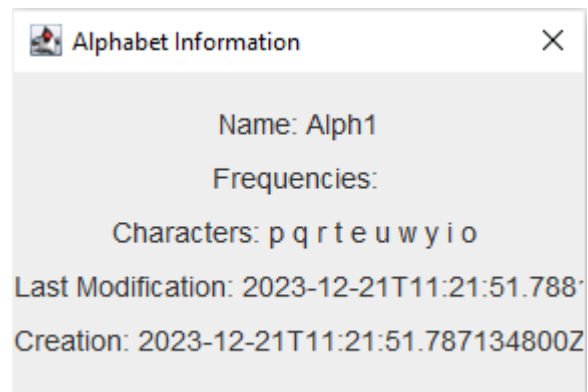 Alphabet Information
Name: Alph1
Frequencies:
Characters: p q r t e u w y i o
Last Modification: 2023-12-21T11:21:51.788
Creation: 2023-12-21T11:21:51.787134800Z